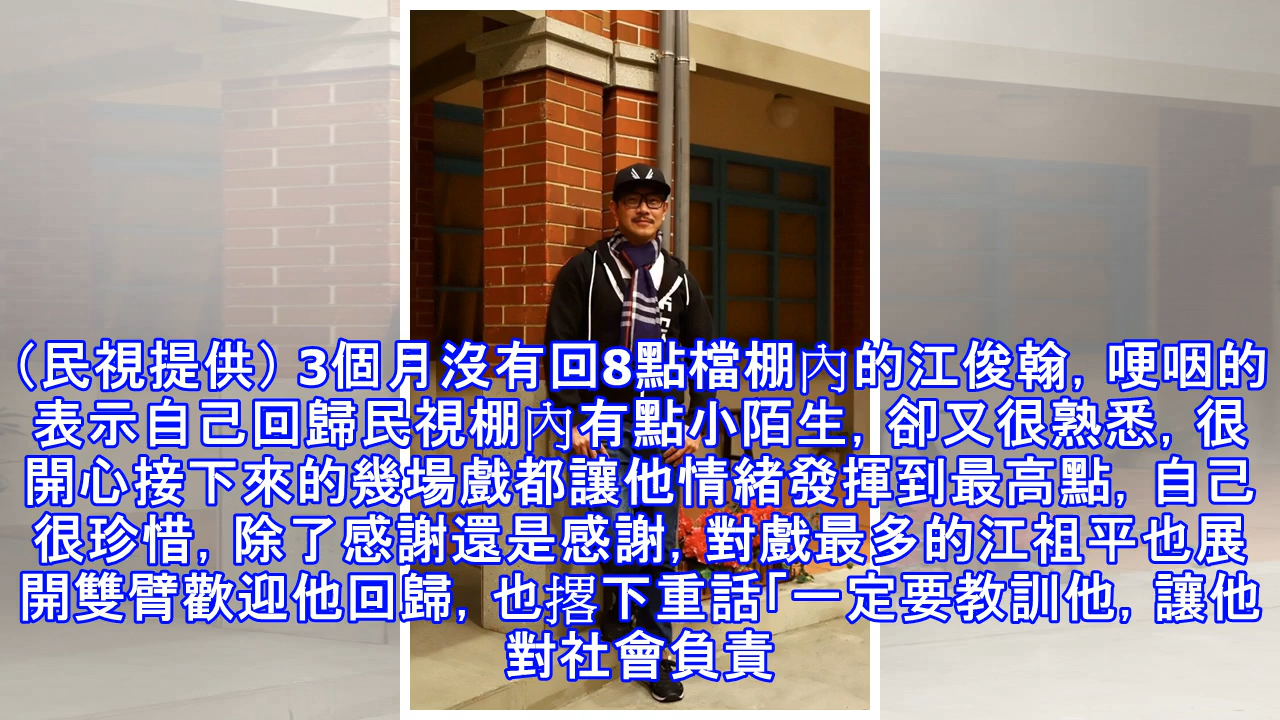 （民視提供）3個月沒有回8點檔棚內的江俊翰, 哽咽的
表示自己回歸民視棚內有點小陌生, 卻又很熟悉, 很
開心接下來的幾場戲都讓他情緒發揮到最高點, 自己
很珍惜, 除了感謝還是感謝, 對戲最多的江祖平也展
開雙臂歡迎他回歸, 也撂下重話「一定要教訓他, 讓他
對社會負責